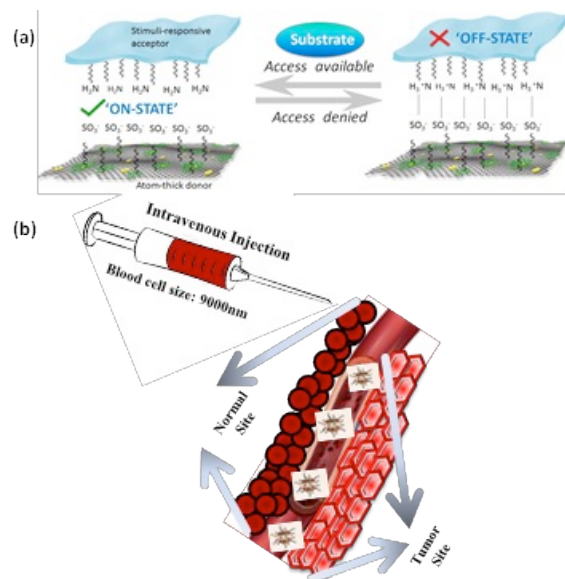 (a)
Stimuli-responsive
acceptor
H₂N H₂N H₂N H₂N H₂N
'ON-STATE'
SO₃⁻ SO₃⁻ SO₃⁻ SO₃⁻ SO₃⁻ SO₃⁻
Atom-thick donor
Substrate
Access available
Access denied
'OFF-STATE'
H₃⁺N H₃⁺N H₃⁺N H₃⁺N H₃⁺N H₃⁺N
SO₃⁻ SO₃⁻ SO₃⁻ SO₃⁻ SO₃⁻ SO₃⁻
(b)
Intravenous Injection
Blood cell size: 9000nm
Normal
Site
Tumor
Site